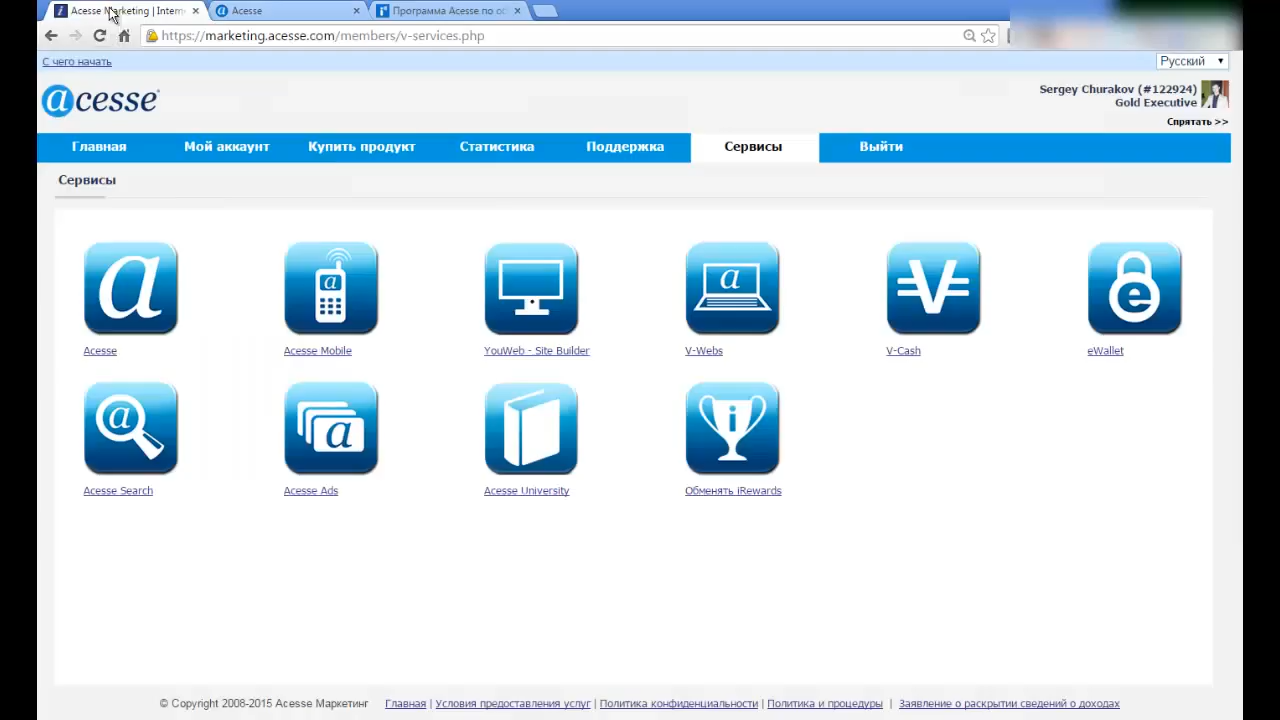 Acesse Marketing | Intern
Acesse
Программа Acesse по о
https://marketing.acesse.com/members/v-services.php
С чего начать
Русский
acesse
Sergey Churakov (#122924)
Gold Executive
Спрятать >>
Главная Мой аккаунт Купить продукт Статистика Поддержка Сервисы Выйти
Сервисы
Acesse Acesse Mobile YouWeb - Site Builder V-Webs V-Cash eWallet
Acesse Search Acesse Ads Acesse University Обменять iRewards
© Copyright 2008-2015 Acesse Маркетинг Главная | Условия предоставления услуг | Политика конфиденциальности | Политика и процедуры | Заявление о раскрытии сведений о доходах